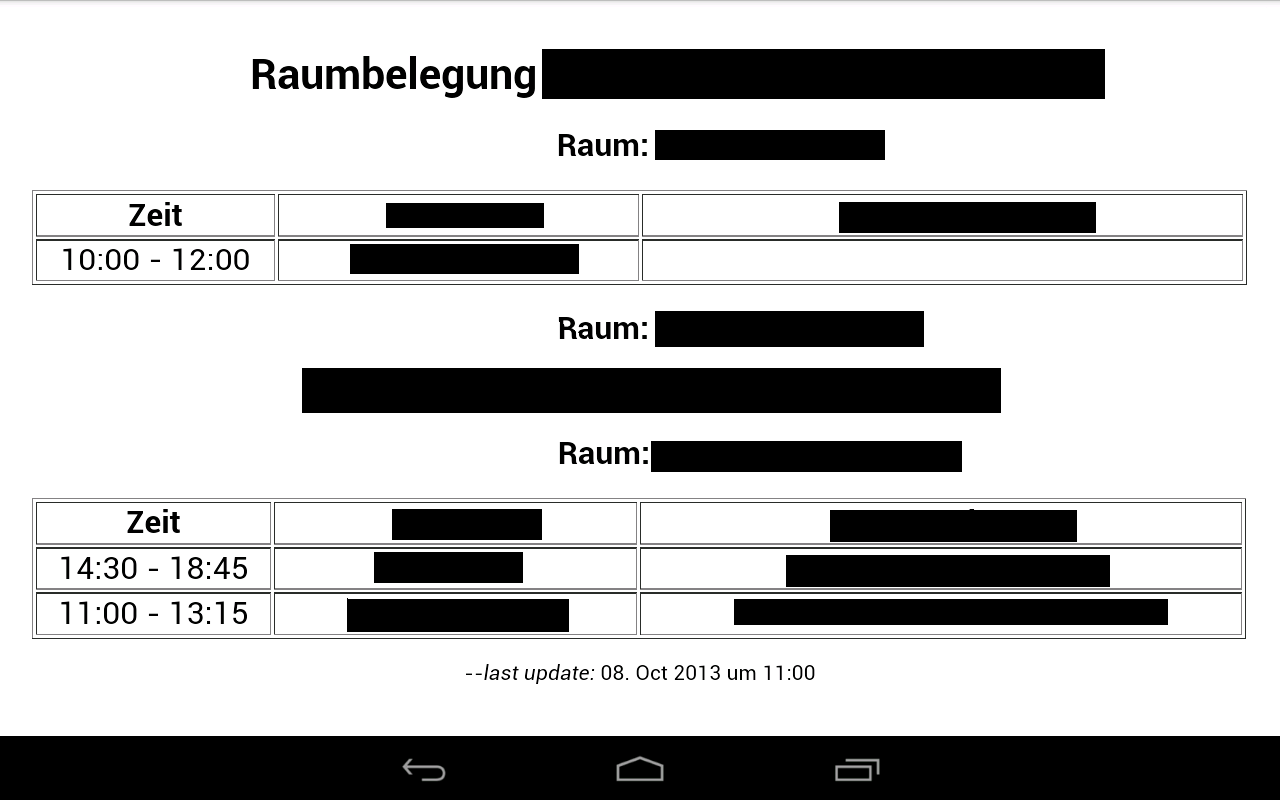 Raumbelegung
Raum:
Zeit
10:00 - 12:00
Raum:
Raum:
Zeit
14:30 - 18:45
11:00 - 13:15
--last update: 08. Oct 2013 um 11:00